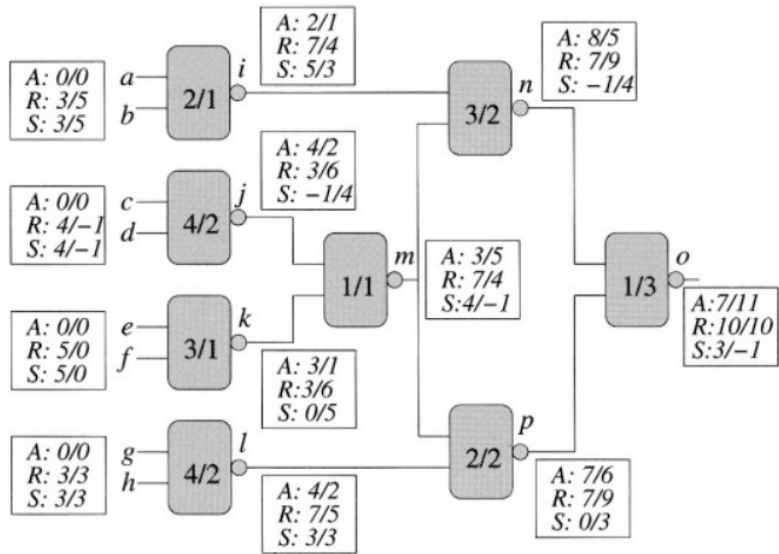 A: 2/1
R: 7/4
S: 5/3
A: 8/5
R: 7/9
S: -1/4
A: 0/0
R: 3/5
S: 3/5
a
b
2/1
i
3/2
n
A: 4/2
R: 3/6
S: -1/4
A: 0/0
R: 4/-1
S: 4/-1
c
d
4/2
j
1/1
m
A: 3/5
R: 7/4
S:4/-1
1/3
o
A:7/11
R:10/10
S:3/-1
A: 0/0
R: 5/0
S: 5/0
e
f
3/1
k
A: 3/1
R:3/6
S: 0/5
A: 0/0
R: 3/3
S: 3/3
g
h
4/2
l
2/2
p
A: 4/2
R: 7/5
S: 3/3
A: 7/6
R: 7/9
S: 0/3